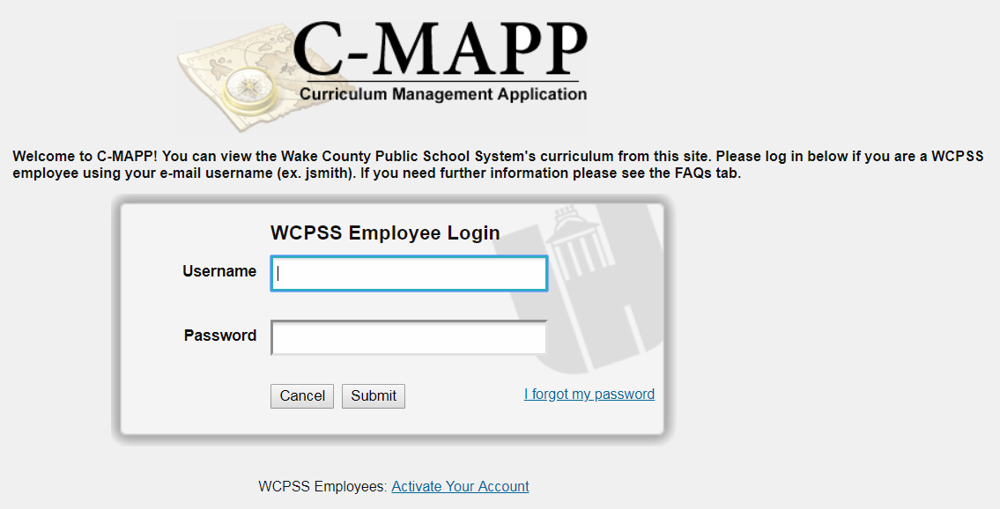 C-MAPP
Curriculum Management Application
Welcome to C-MAPP! You can view the Wake County Public School System's curriculum from this site. Please log in below if you are a WCPSS
employee using your e-mail username (ex. jsmith). If you need further information please see the FAQs tab.
WCPSS Employee Login
Username
Password
Cancel Submit I forgot my password
WCPSS Employees: Activate Your Account